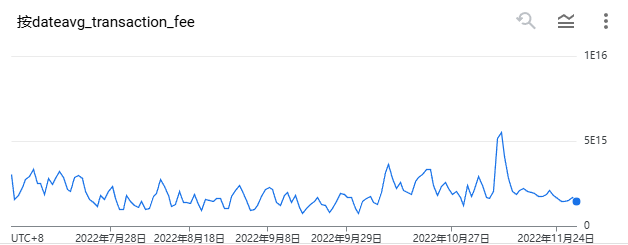 按dateavg_transaction_fee
1E16
5E15
0
UTC+8 2022年7月28日 2022年8月18日 2022年9月8日 2022年9月29日 2022年10月27日 2022年11月24日